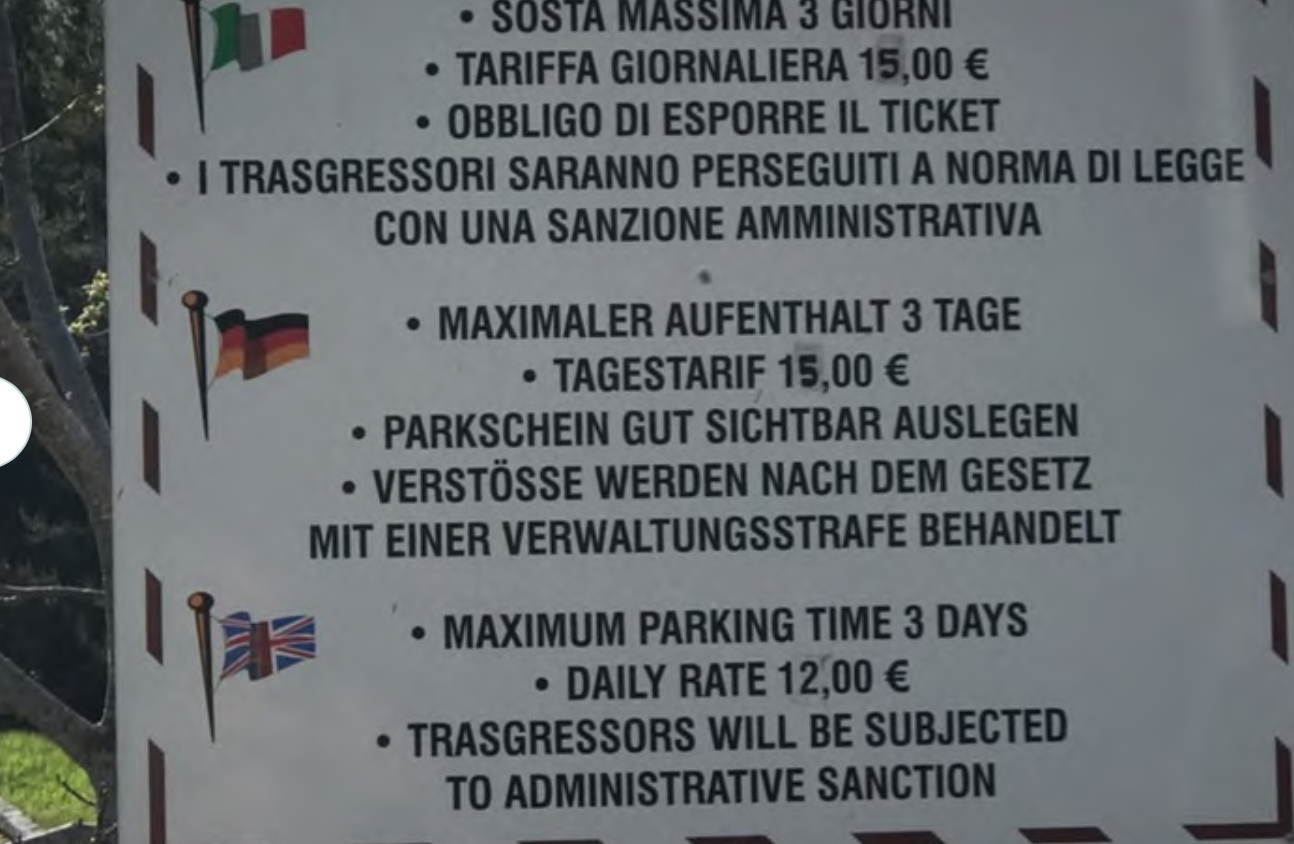 • SOSTA MASSIMA 3 GIORNI
• TARIFFA GIORNALIERA 15,00 €
• OBBLIGO DI ESPORRE IL TICKET
• I TRASGRESSORI SARANNO PERSEGUITI A NORMA DI LEGGE
CON UNA SANZIONE AMMINISTRATIVA
• MAXIMALER AUFENTHALT 3 TAGE
• TAGESTARIF 15,00 €
• PARKSCHEIN GUT SICHTBAR AUSLEGEN
• VERSTÖSSE WERDEN NACH DEM GESETZ
MIT EINER VERWALTUNGSSTRAFE BEHANDELT
• MAXIMUM PARKING TIME 3 DAYS
• DAILY RATE 12,00 €
• TRASGRESSORS WILL BE SUBJECTED
TO ADMINISTRATIVE SANCTION